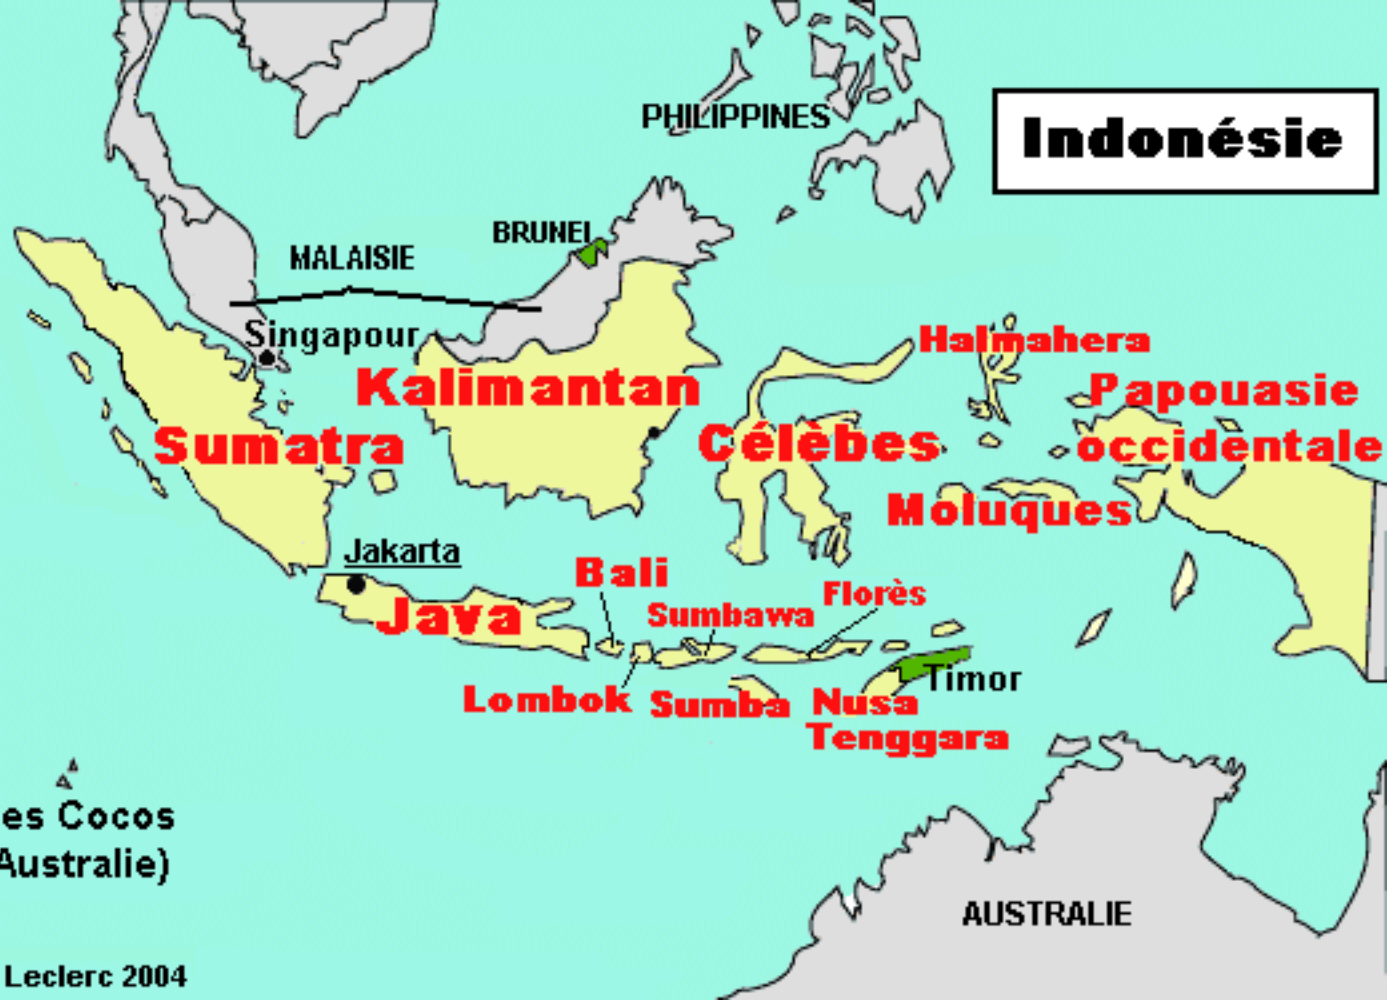 PHILIPPINES
Indonésie
BRUNEI
MALAISIE
Singapour
Halmahera
Kalimantan
Papouasie
occidentale
Sumatra
Célèbes
Moluques
Jakarta
Bali
Florès
Java
Sumbawa
Timor
Lombok
Sumba
Nusa
Tenggara
es Cocos
Australie)
AUSTRALIE
Leclerc 2004